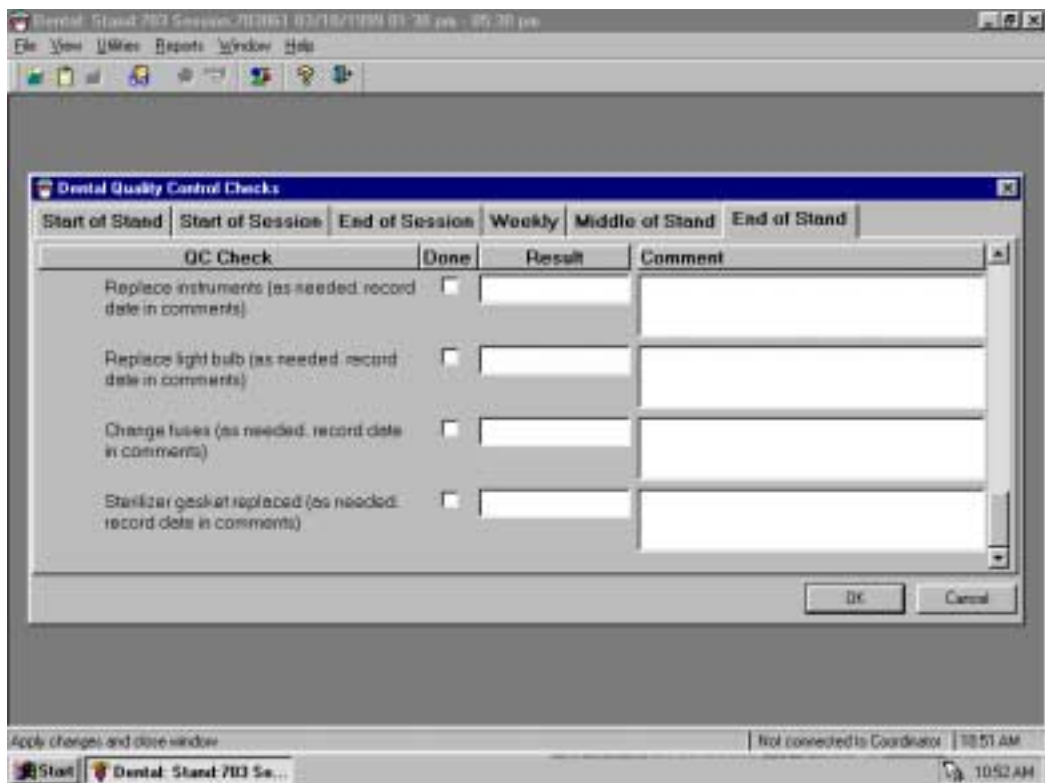 Dental: Stand:703 Session:703061 03/10/1999 01:30 pm - 05:30 pm
File View Utilities Reports Window Help
Dental Quality Control Checks
Start of Stand Start of Session End of Session Weekly Middle of Stand End of Stand
QC Check Done Result Comment
Replace instruments (as needed. record
date in comments)
Replace light bulb (as needed. record
date in comments)
Change fuses (as needed. record date
in comments)
Sterilizer gasket replaced (as needed.
record date in comments)
OK Cancel
Apply changes and close window Not connected to Coordinator 10:51 AM
Start Dental: Stand:703 Se... 10:52 AM